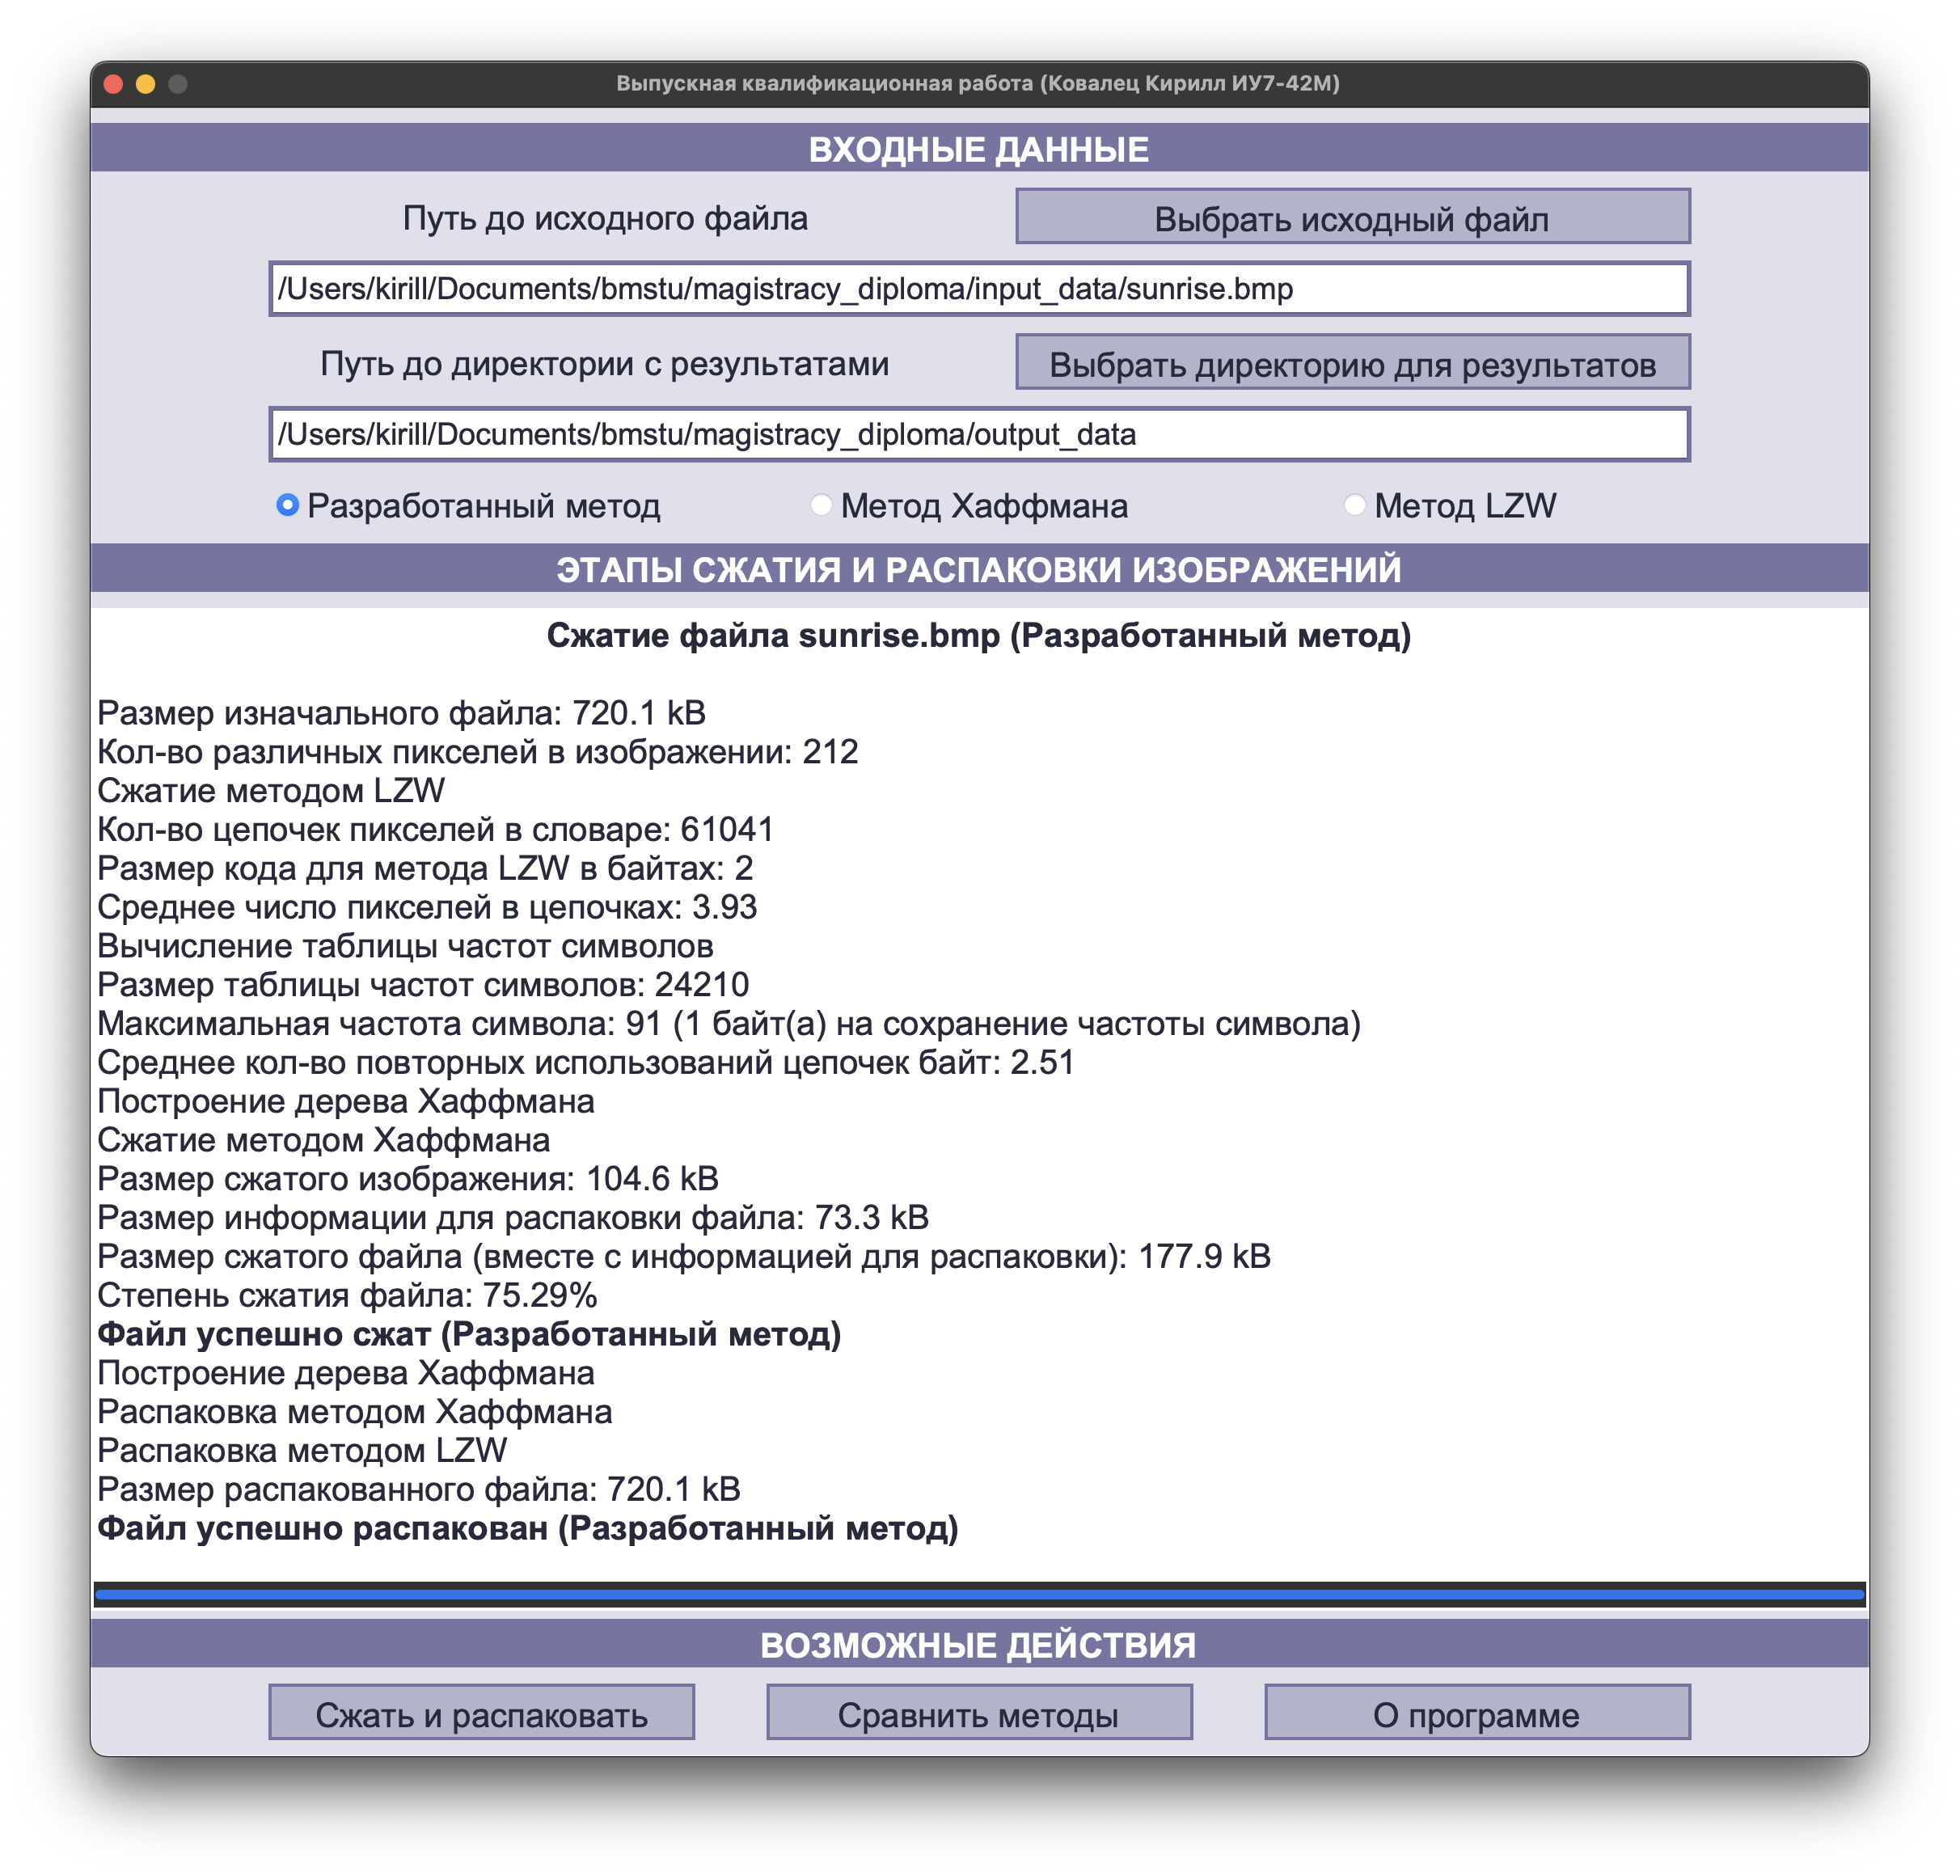 Выпускная квалификационная работа (Ковалец Кирилл ИУ7-42М)
ВХОДНЫЕ ДАННЫЕ
Путь до исходного файла
Выбрать исходный файл
/Users/kirill/Documents/bmstu/magistracy_diploma/input_data/sunrise.bmp
Путь до директории с результатами
Выбрать директорию для результатов
/Users/kirill/Documents/bmstu/magistracy_diploma/output_data
Разработанный метод
Метод Хаффмана
Метод LZW
ЭТАПЫ СЖАТИЯ И РАСПАКОВКИ ИЗОБРАЖЕНИЙ
Сжатие файла sunrise.bmp (Разработанный метод)
Размер изначального файла: 720.1 kB
Кол-во различных пикселей в изображении: 212
Сжатие методом LZW
Кол-во цепочек пикселей в словаре: 61041
Размер кода для метода LZW в байтах: 2
Среднее число пикселей в цепочках: 3.93
Вычисление таблицы частот символов
Размер таблицы частот символов: 24210
Максимальная частота символа: 91 (1 байт(а) на сохранение частоты символа)
Среднее кол-во повторных использований цепочек байт: 2.51
Построение дерева Хаффмана
Сжатие методом Хаффмана
Размер сжатого изображения: 104.6 kB
Размер информации для распаковки файла: 73.3 kB
Размер сжатого файла (вместе с информацией для распаковки): 177.9 kB
Степень сжатия файла: 75.29%
Файл успешно сжат (Разработанный метод)
Построение дерева Хаффмана
Распаковка методом Хаффмана
Распаковка методом LZW
Размер распакованного файла: 720.1 kB
Файл успешно распакован (Разработанный метод)
ВОЗМОЖНЫЕ ДЕЙСТВИЯ
Сжать и распаковать
Сравнить методы
О программе